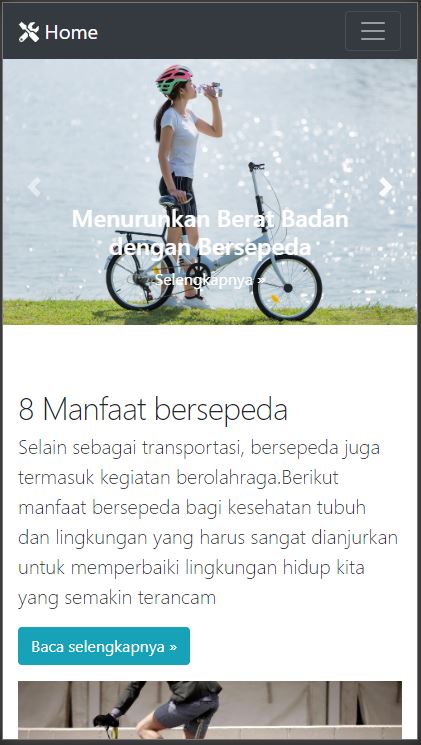 Home
Menurunkan Berat Badan
dengan Bersepeda
Selengkapnya »
8 Manfaat bersepeda
Selain sebagai transportasi, bersepeda juga
termasuk kegiatan berolahraga.Berikut
manfaat bersepeda bagi kesehatan tubuh
dan lingkungan yang harus sangat dianjurkan
untuk memperbaiki lingkungan hidup kita
yang semakin terancam
Baca selengkapnya »